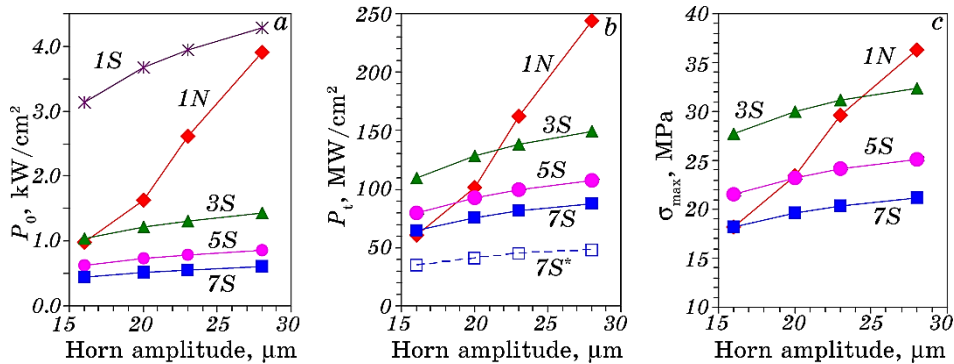 a
P₀, kW/cm²
4.0
3.0
2.0
1.0
0.0
1S
1N
3S
5S
7S
15 20 25 30
Horn amplitude, µm
b
Pₜ, MW/cm²
250
200
150
100
50
0
1N
3S
5S
7S
7S*
15 20 25 30
Horn amplitude, µm
c
σmax, MPa
40
35
30
25
20
15
10
1N
3S
5S
7S
15 20 25 30
Horn amplitude, µm